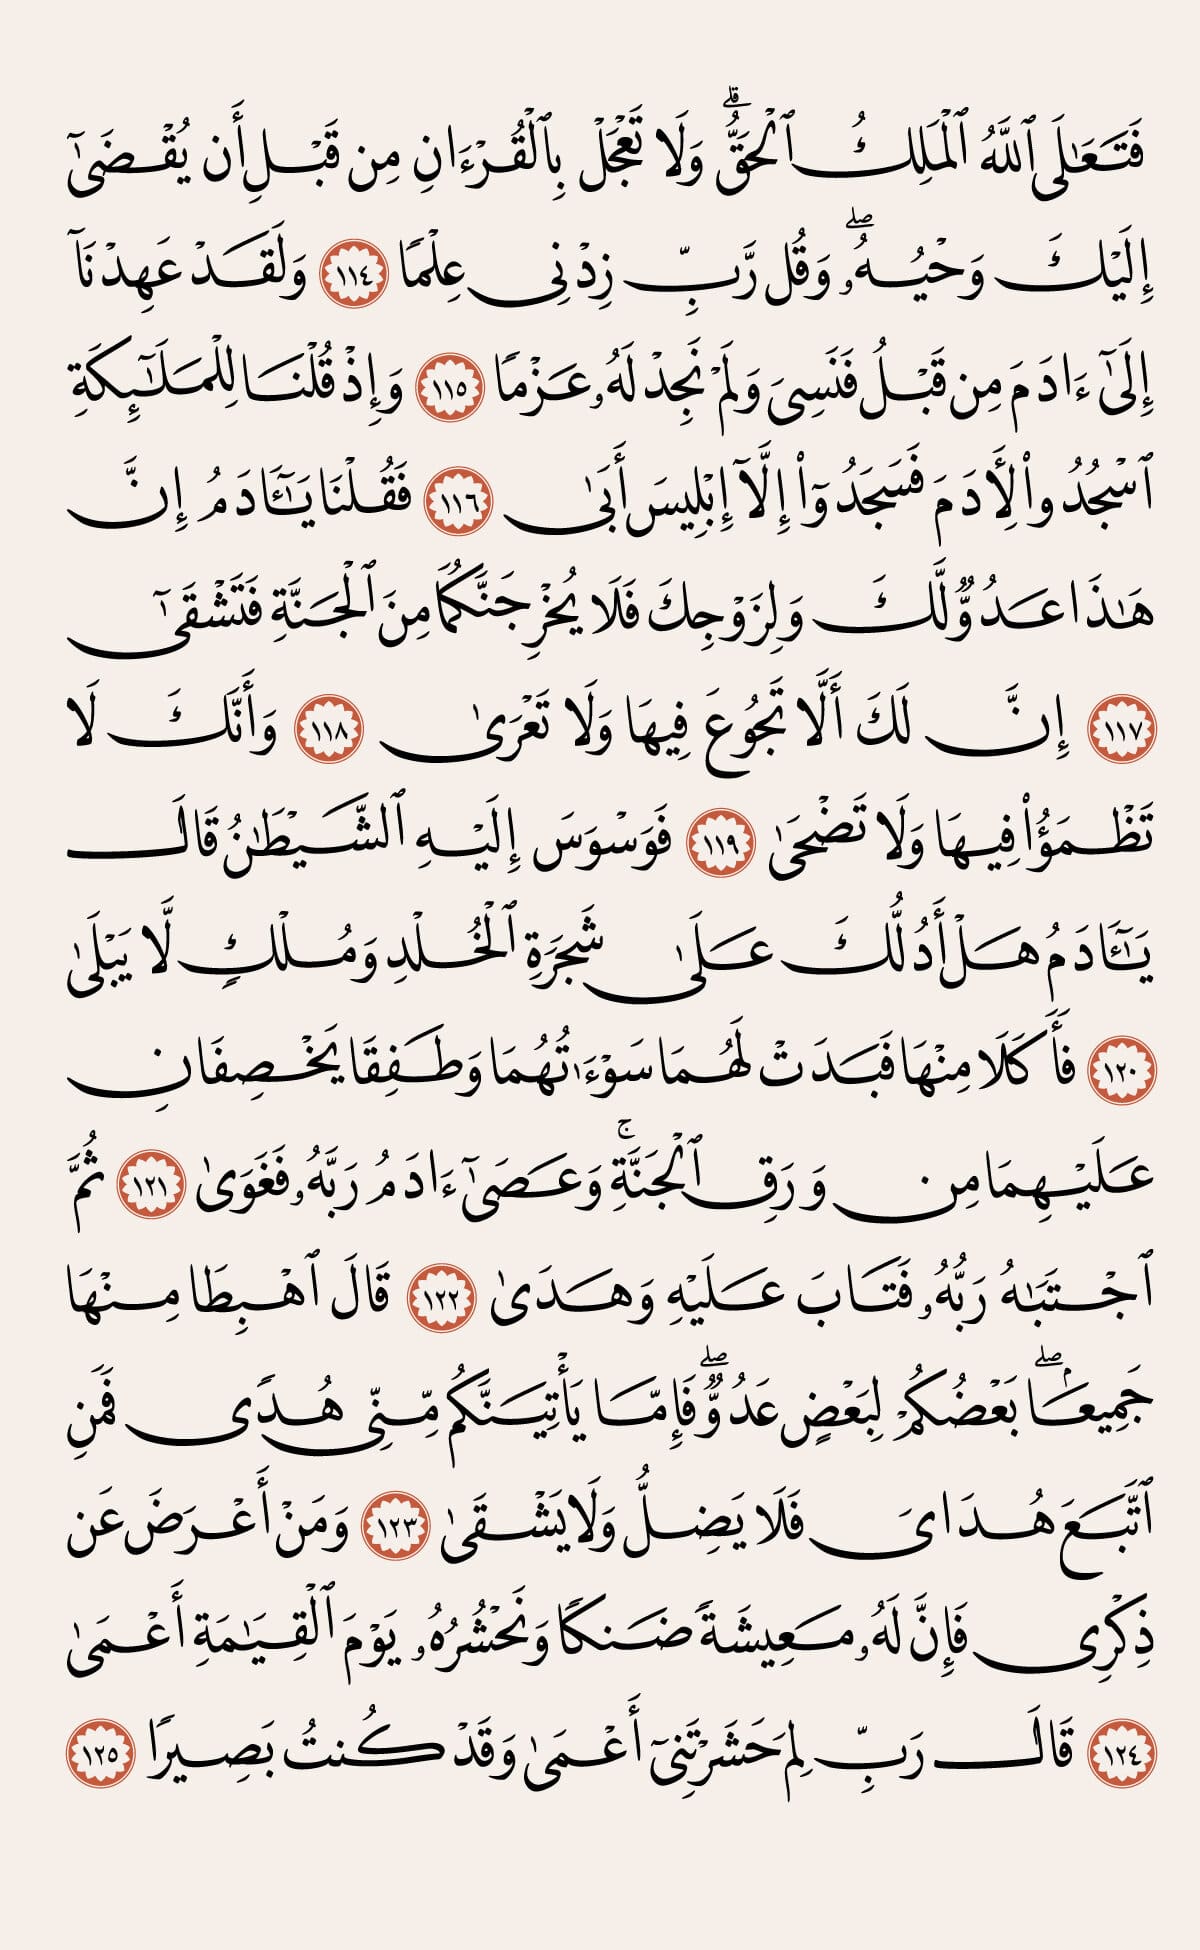 فَتَعَٰلَى ٱللَّهُ ٱلْمَلِكُ ٱلْحَقُّ ۗ وَلَا تَعْجَلْ بِٱلْقُرْءَانِ مِن قَبْلِ أَن يُقْضَىٰٓ
إِلَيْكَ وَحْيُهُۥ ۖ وَقُل رَّبِّ زِدْنِى عِلْمًا ١١٤ وَلَقَدْ عَهِدْنَآ
إِلَىٰٓ ءَادَمَ مِن قَبْلُ فَنَسِىَ وَلَمْ نَجِدْ لَهُۥ عَزْمًا ١١٥ وَإِذْ قُلْنَا لِلْمَلَٰٓئِكَةِ
ٱسْجُدُوا۟ لِـَٔادَمَ فَسَجَدُوٓا۟ إِلَّآ إِبْلِيسَ أَبَىٰ ١١٦ فَقُلْنَا يَٰٓـَٔادَمُ إِنَّ
هَٰذَا عَدُوٌّ لَّكَ وَلِزَوْجِكَ فَلَا يُخْرِجَنَّكُمَا مِنَ ٱلْجَنَّةِ فَتَشْقَىٰٓ
١١٧ إِنَّ لَكَ أَلَّا تَجُوعَ فِيهَا وَلَا تَعْرَىٰ ١١٨ وَأَنَّكَ لَا
تَظْمَؤُا۟ فِيهَا وَلَا تَضْحَىٰ ١١٩ فَوَسْوَسَ إِلَيْهِ ٱلشَّيْطَٰنُ قَالَ
يَٰٓـَٔادَمُ هَلْ أَدُلُّكَ عَلَىٰ شَجَرَةِ ٱلْخُلْدِ وَمُلْكٍ لَّا يَبْلَىٰ
١٢٠ فَأَكَلَا مِنْهَا فَبَدَتْ لَهُمَا سَوْءَٰتُهُمَا وَطَفِقَا يَخْصِفَانِ
عَلَيْهِمَا مِن وَرَقِ ٱلْجَنَّةِ ۚ وَعَصَىٰٓ ءَادَمُ رَبَّهُۥ فَغَوَىٰ ١٢١ ثُمَّ
ٱجْتَبَٰهُ رَبُّهُۥ فَتَابَ عَلَيْهِ وَهَدَىٰ ١٢٢ قَالَ ٱهْبِطَا مِنْهَا
جَمِيعًۢا ۖ بَعْضُكُمْ لِبَعْضٍ عَدُوٌّ ۖ فَإِمَّا يَأْتِيَنَّكُم مِّنِّى هُدًى فَمَنِ
ٱتَّبَعَ هُدَاىَ فَلَا يَضِلُّ وَلَا يَشْقَىٰ ١٢٣ وَمَنْ أَعْرَضَ عَن
ذِكْرِى فَإِنَّ لَهُۥ مَعِيشَةً ضَنكًا وَنَحْشُرُهُۥ يَوْمَ ٱلْقِيَٰمَةِ أَعْمَىٰ
١٢٤ قَالَ رَبِّ لِمَ حَشَرْتَنِىٓ أَعْمَىٰ وَقَدْ كُنتُ بَصِيرًا ١٢٥